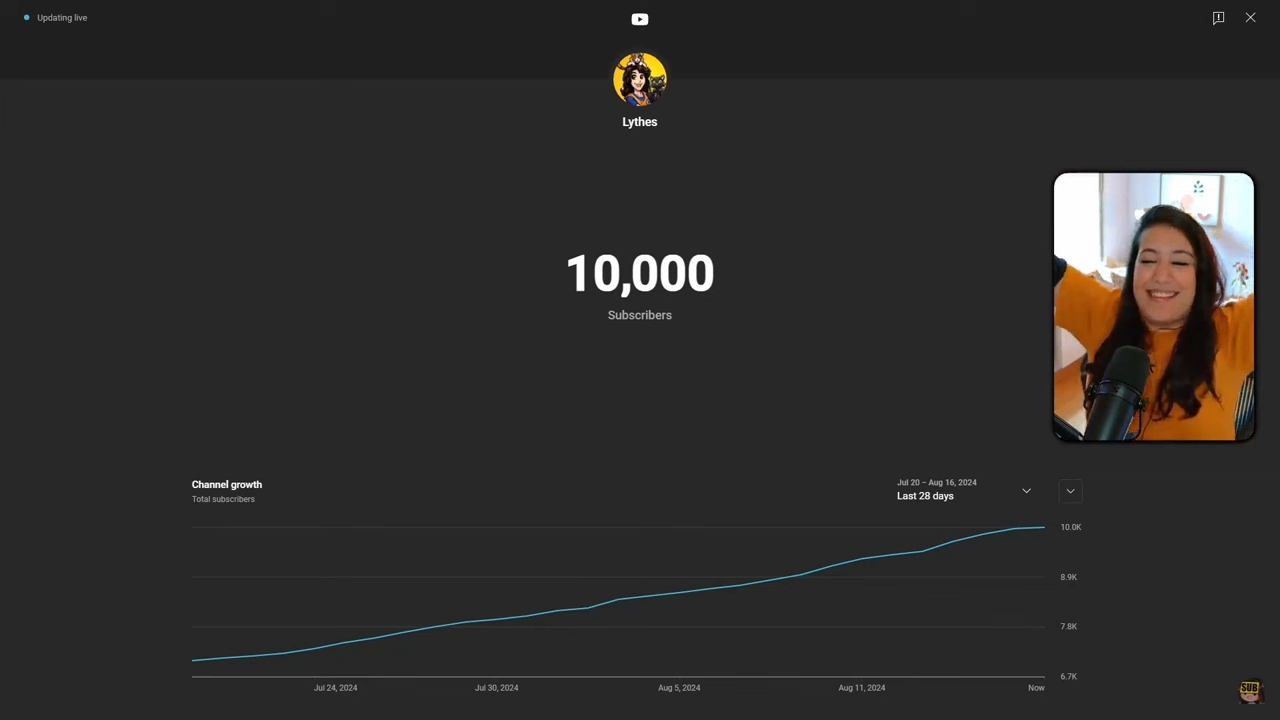 Updating live
Lythes
10,000
Subscribers
Channel growth
Total subscribers
Jul 20 – Aug 16, 2024
Last 28 days
10.0K
8.9K
7.8K
6.7K
Jul 24, 2024
Jul 30, 2024
Aug 5, 2024
Aug 11, 2024
Now
SUB